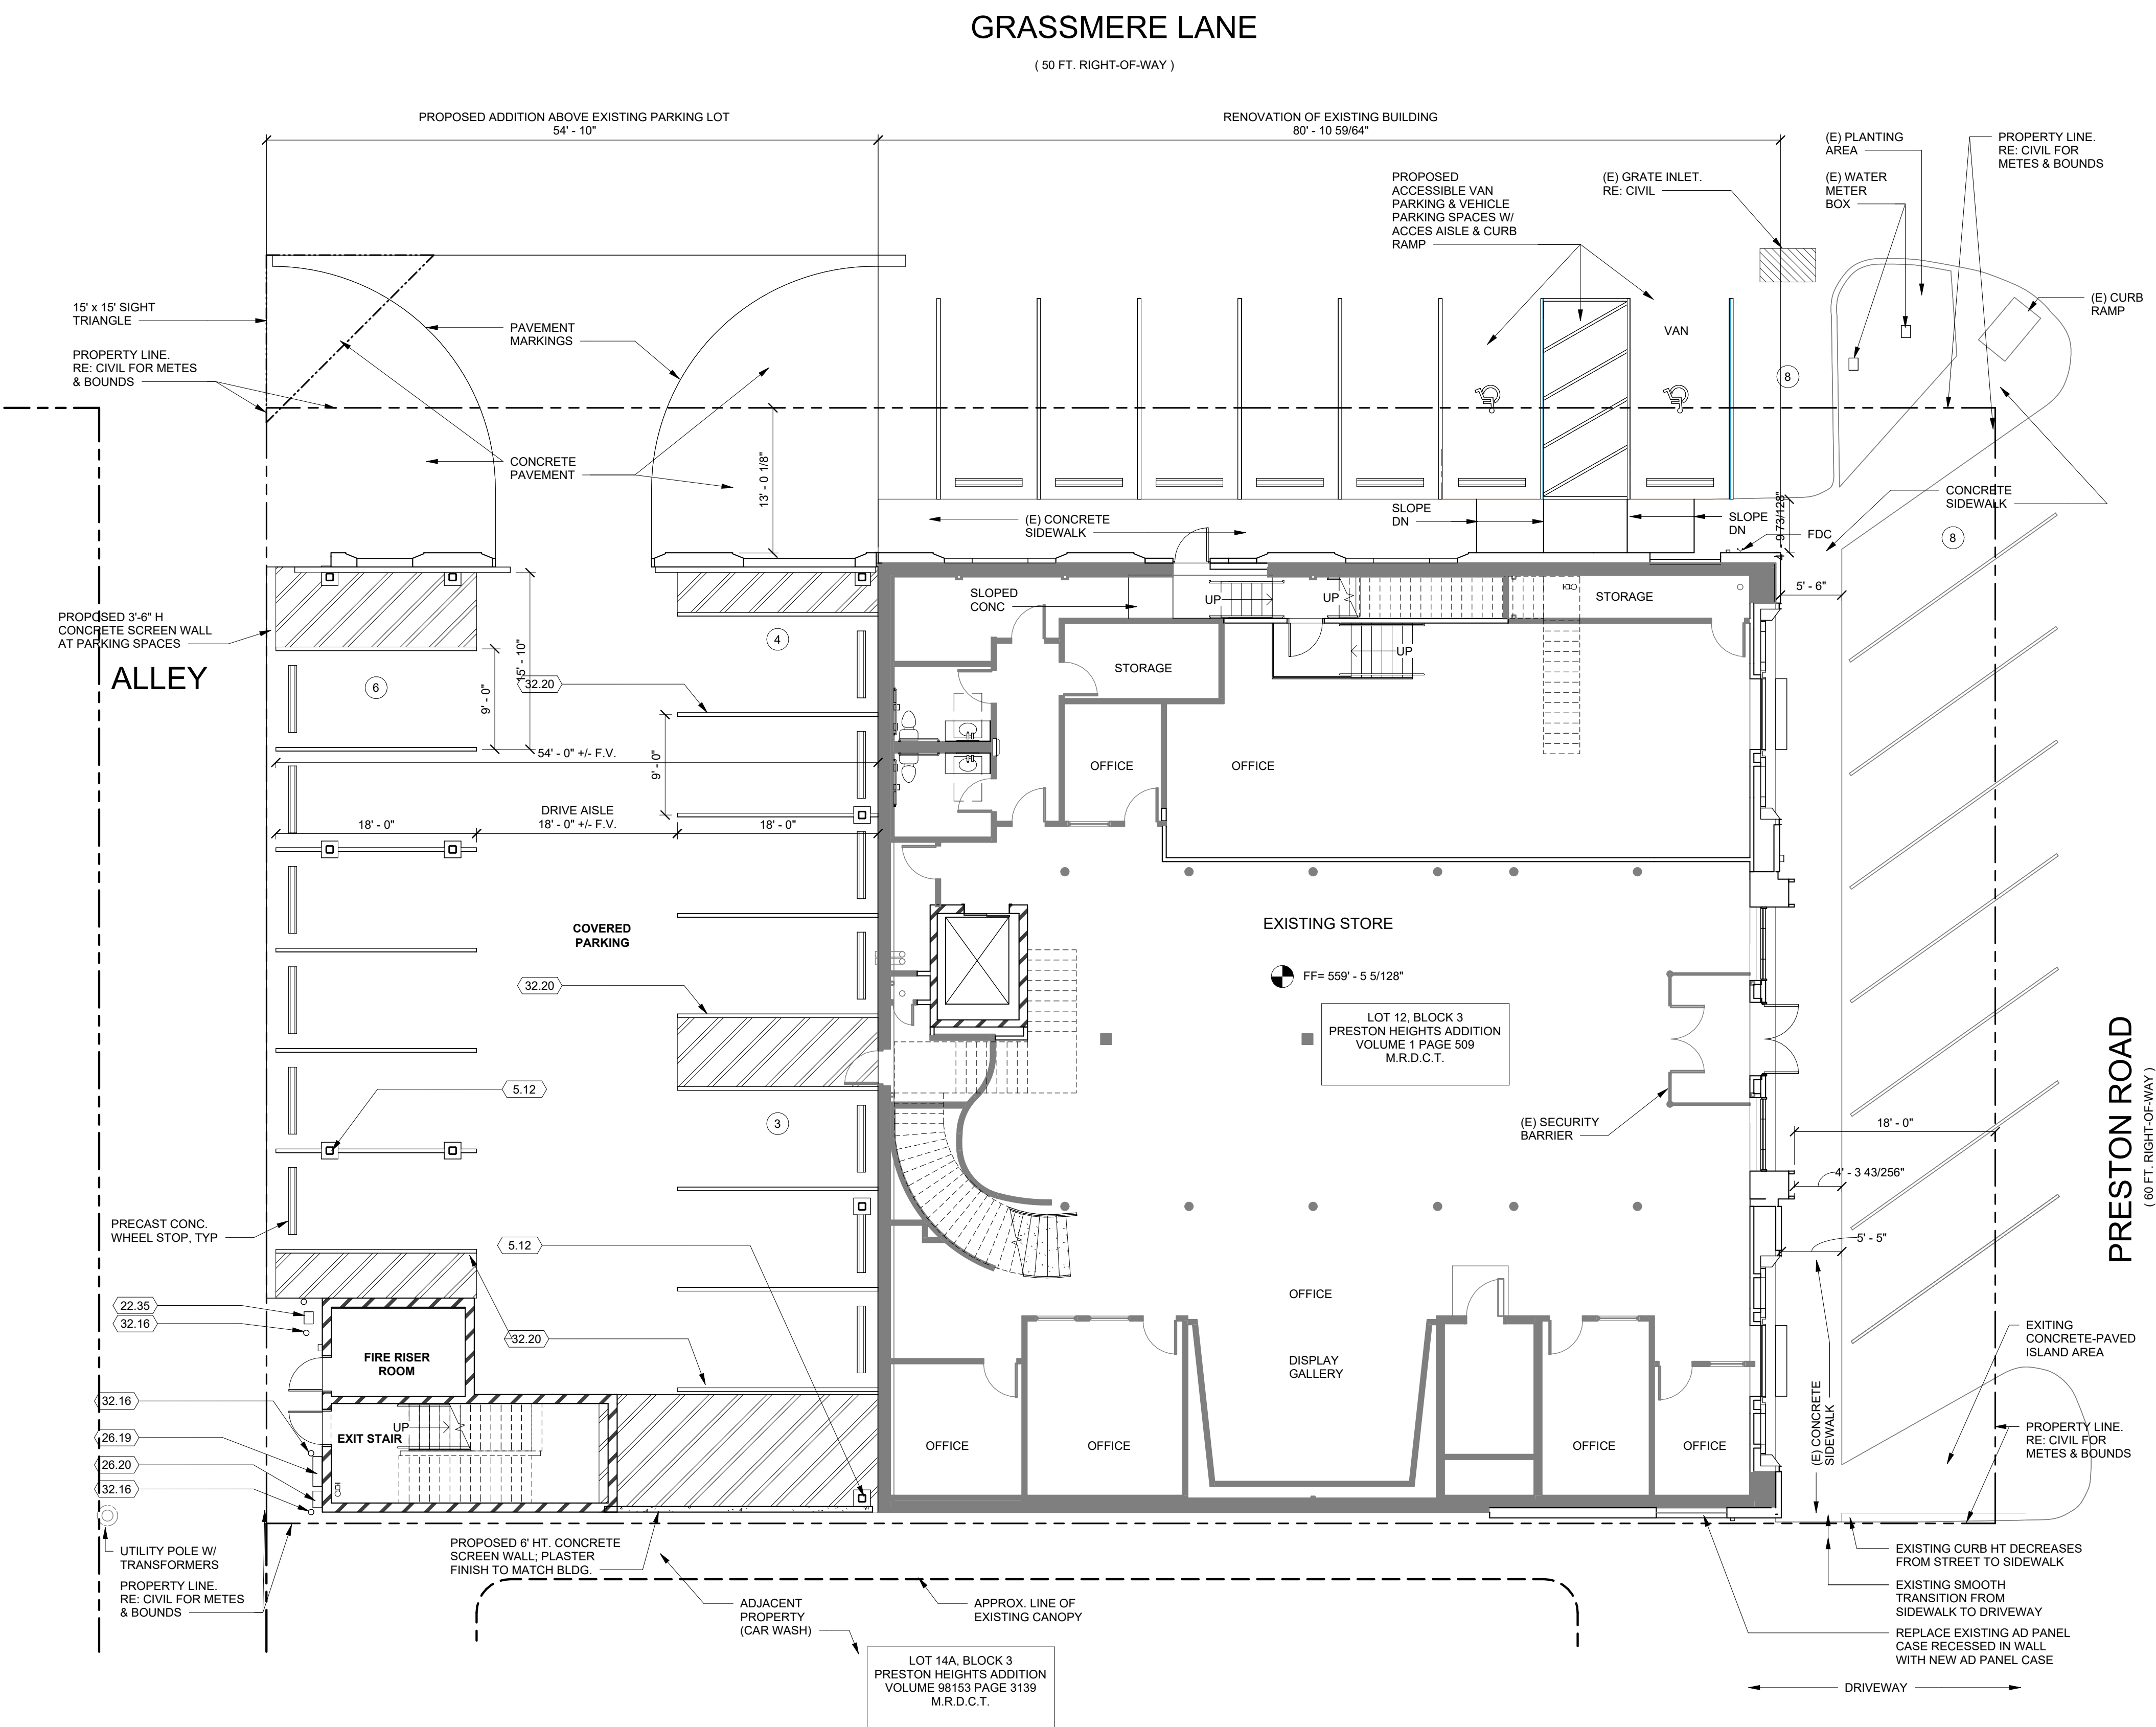 GRASSMERE LANE
( 50 FT. RIGHT-OF-WAY )
PROPOSED ADDITION ABOVE EXISTING PARKING LOT
54' - 10"
RENOVATION OF EXISTING BUILDING
80' - 10 59/64"
(E) PLANTING
AREA
PROPERTY LINE.
RE: CIVIL FOR
METES & BOUNDS
PROPOSED
ACCESSIBLE VAN
PARKING & VEHICLE
PARKING SPACES W/
ACCES AISLE & CURB
RAMP
(E) GRATE INLET.
RE: CIVIL
(E) WATER
METER
BOX
15' x 15' SIGHT
TRIANGLE
PROPERTY LINE.
RE: CIVIL FOR METES
& BOUNDS
PAVEMENT
MARKINGS
VAN
(E) CURB
RAMP
8
CONCRETE
PAVEMENT
13' - 0 1/8"
(E) CONCRETE
SIDEWALK
SLOPE
DN
SLOPE
DN
9 73/128"
FDC
CONCRETE
SIDEWALK
8
5' - 6"
PROPOSED 3'-6" H
CONCRETE SCREEN WALL
AT PARKING SPACES
ALLEY
6
9' - 0"
15' - 10"
32.20
4
SLOPED
CONC
UP
UP
STORAGE
STORAGE
UP
54' - 0" +/- F.V.
9' - 0"
OFFICE
OFFICE
18' - 0"
DRIVE AISLE
18' - 0" +/- F.V.
18' - 0"
COVERED
PARKING
32.20
EXISTING STORE
FF= 559' - 5 5/128"
LOT 12, BLOCK 3
PRESTON HEIGHTS ADDITION
VOLUME 1 PAGE 509
M.R.D.C.T.
5.12
3
(E) SECURITY
BARRIER
18' - 0"
4' - 3 43/256"
5' - 5"
PRESTON ROAD
( 60 FT. RIGHT-OF-WAY )
PRECAST CONC.
WHEEL STOP, TYP
5.12
22.35
32.16
32.20
FIRE RISER
ROOM
OFFICE
DISPLAY
GALLERY
EXITING
CONCRETE-PAVED
ISLAND AREA
32.16
26.19
26.20
32.16
UP
EXIT STAIR
OFFICE
OFFICE
OFFICE
OFFICE
(E) CONCRETE
SIDEWALK
PROPERTY LINE.
RE: CIVIL FOR
METES & BOUNDS
UTILITY POLE W/
TRANSFORMERS
PROPERTY LINE.
RE: CIVIL FOR METES
& BOUNDS
PROPOSED 6' HT. CONCRETE
SCREEN WALL; PLASTER
FINISH TO MATCH BLDG.
ADJACENT
PROPERTY
(CAR WASH)
APPROX. LINE OF
EXISTING CANOPY
EXISTING CURB HT DECREASES
FROM STREET TO SIDEWALK
EXISTING SMOOTH
TRANSITION FROM
SIDEWALK TO DRIVEWAY
REPLACE EXISTING AD PANEL
CASE RECESSED IN WALL
WITH NEW AD PANEL CASE
LOT 14A, BLOCK 3
PRESTON HEIGHTS ADDITION
VOLUME 98153 PAGE 3139
M.R.D.C.T.
DRIVEWAY